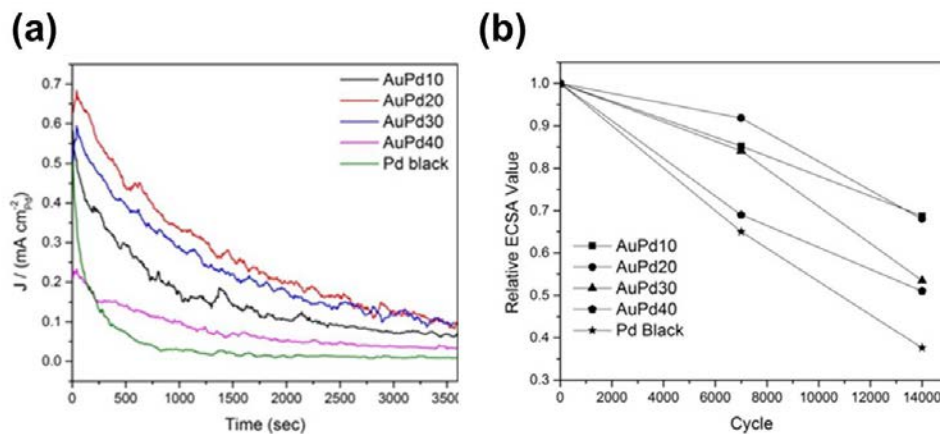 (a)
J / (mA cm⁻²Pd)
0.7
0.6
0.5
0.4
0.3
0.2
0.1
0.0
0 500 1000 1500 2000 2500 3000 3500
Time (sec)
AuPd10
AuPd20
AuPd30
AuPd40
Pd black
(b)
Relative ECSA Value
1.0
0.9
0.8
0.7
0.6
0.5
0.4
0.3
0 2000 4000 6000 8000 10000 12000 14000
Cycle
AuPd10
AuPd20
AuPd30
AuPd40
Pd Black